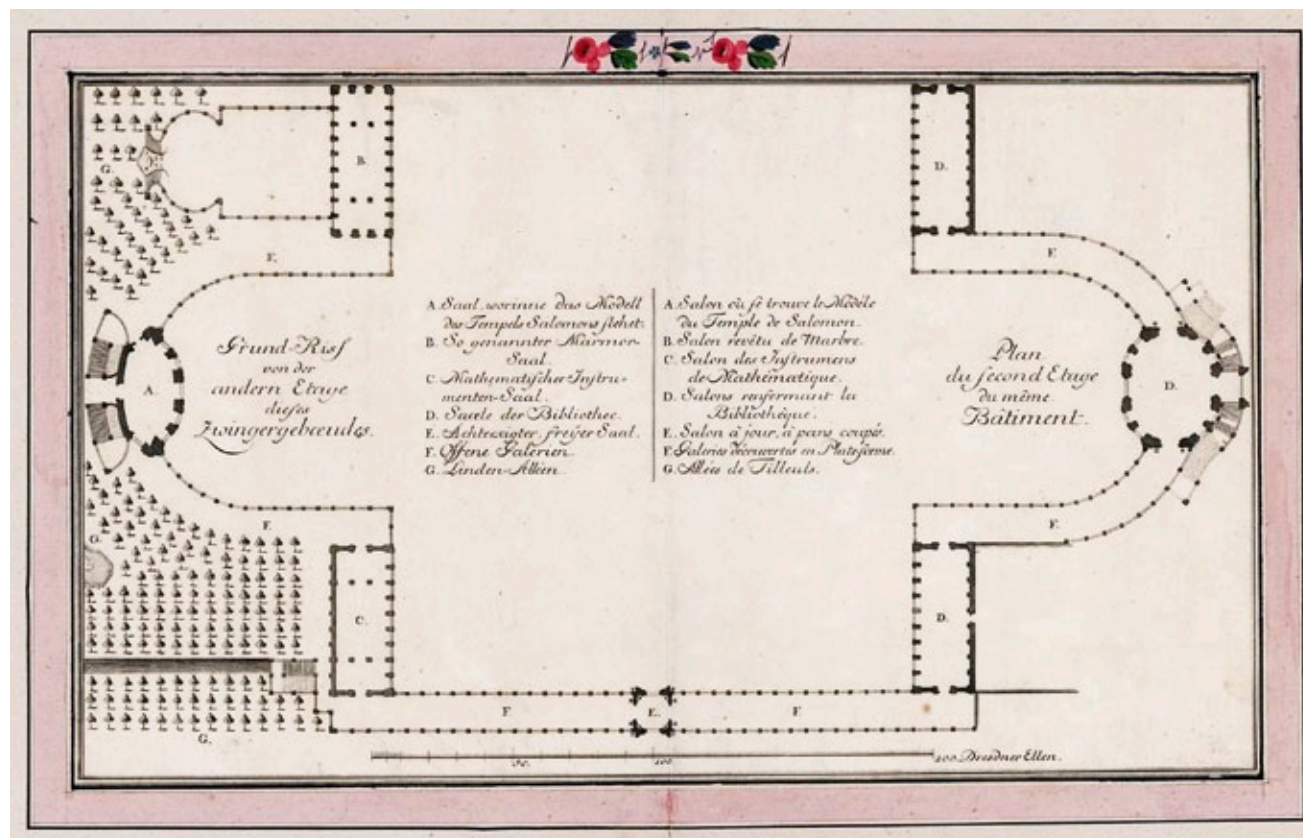 Grund-Riss
von der
andern Etage
dieses
Zwingergebæudes.
A. Saal, worinne das Modell
des Tempels Salomons stehet.
B. So genannter Marmor-
Saal.
C. Mathematischer Instru-
menten-Saal.
D. Saele der Bibliothec.
E. Achteckigter, freÿer Saal.
F. Offene Galerien.
G. Linden-Alleen.
A. Salon où se trouve le Modèle
du Temple de Salomon.
B. Salon revêtu de Marbre.
C. Salon des Instrumens
de Mathématique.
D. Salons renfermant la
Bibliothèque.
E. Salon à jour, à pans coupés.
F. Galeries découvertes en Plateforme.
G. Allées de Tilleuls.
Plan
du second Etage
du même
Bâtiment.
G.
B.
D.
F.
F.
A.
D.
F.
F.
G.
C.
D.
F.
E.
F.
G.
50.
100.
200. Dresdner Ellen.